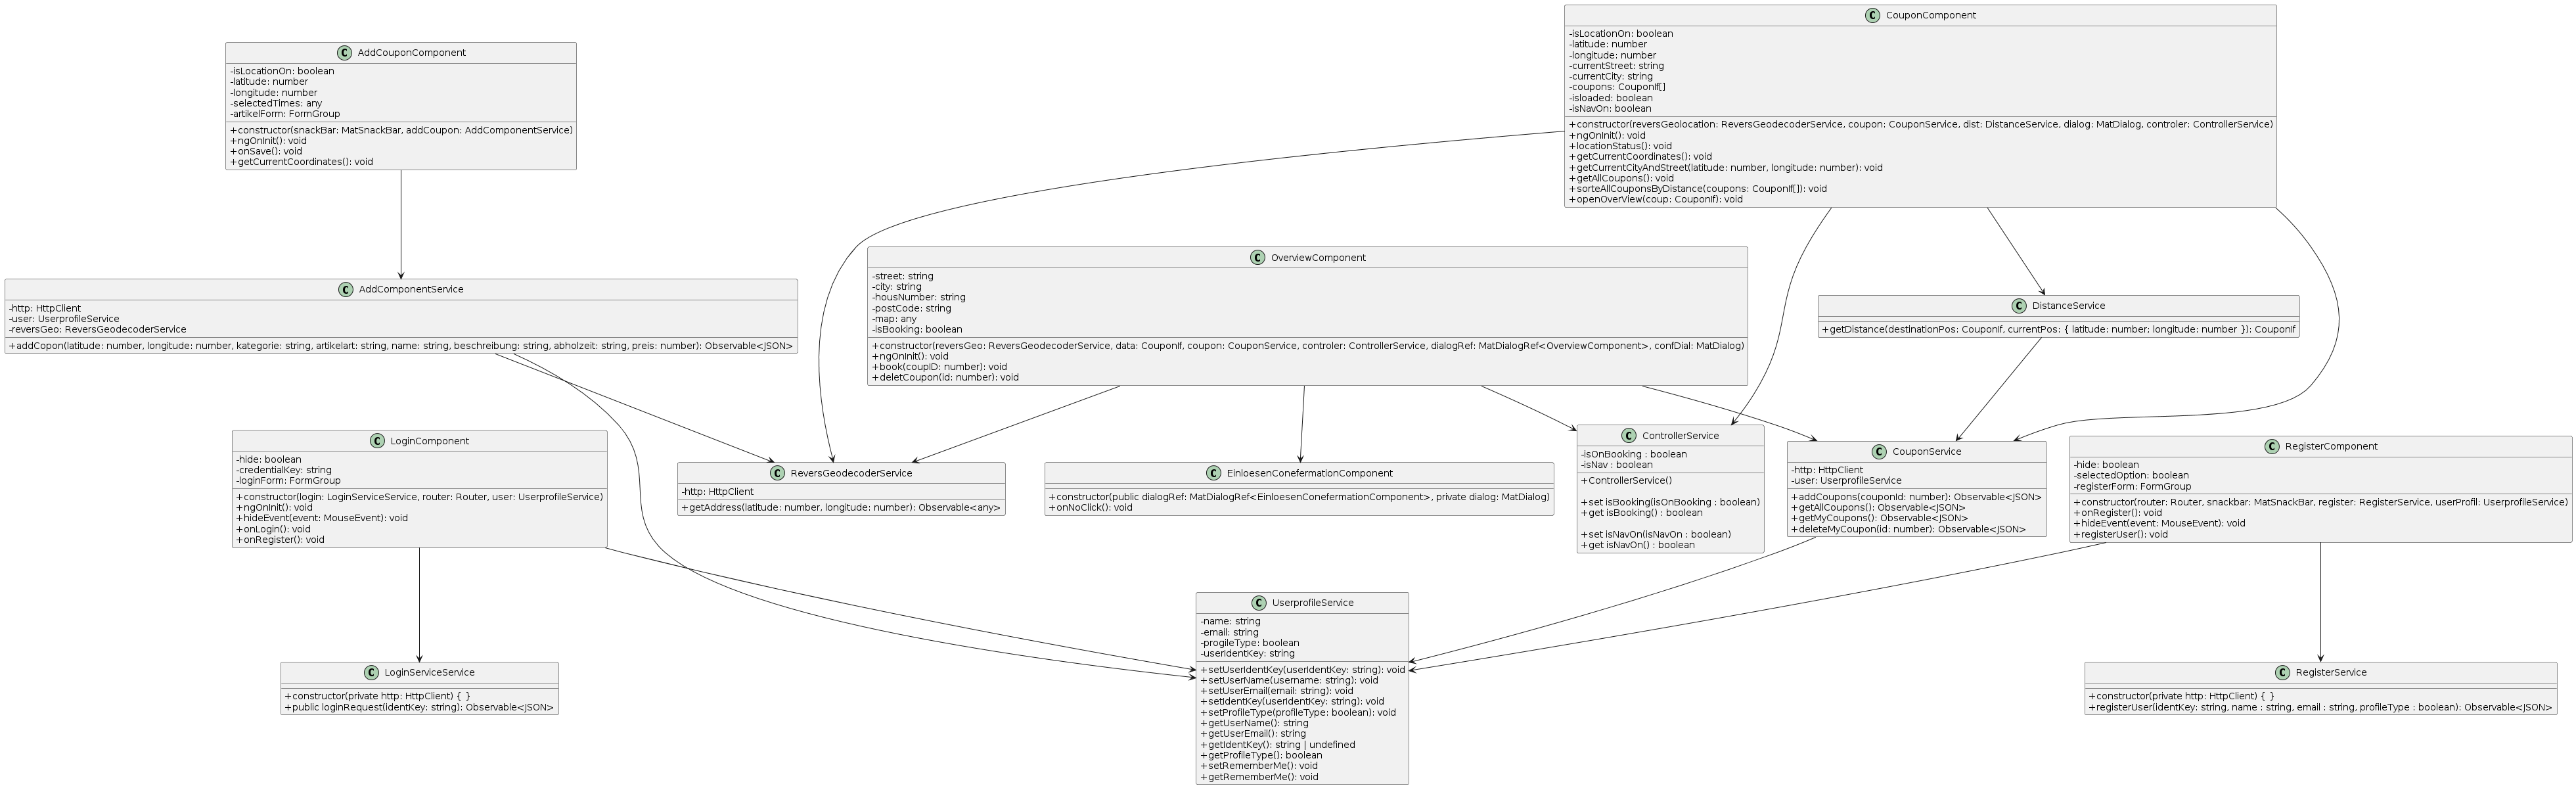 CouponComponent
-isLocationOn: boolean
-latitude: number
-longitude: number
-currentStreet: string
-currentCity: string
-coupons: CouponIf[]
-isloaded: boolean
-isNavOn: boolean
+constructor(reversGeolocation: ReversGeodecoderService, coupon: CouponService, dist: DistanceService, dialog: MatDialog, controler: ControllerService)
+ngOnInit(): void
+locationStatus(): void
+getCurrentCoordinates(): void
+getCurrentCityAndStreet(latitude: number, longitude: number): void
+getAllCoupons(): void
+sorteAllCouponsByDistance(coupons: CouponIf[]): void
+openOverView(coup: CouponIf): void
AddCouponComponent
-isLocationOn: boolean
-latitude: number
-longitude: number
-selectedTimes: any
-artikelForm: FormGroup
+constructor(snackBar: MatSnackBar, addCoupon: AddComponentService)
+ngOnInit(): void
+onSave(): void
+getCurrentCoordinates(): void
OverviewComponent
-street: string
-city: string
-housNumber: string
-postCode: string
-map: any
-isBooking: boolean
+constructor(reversGeo: ReversGeodecoderService, data: CouponIf, coupon: CouponService, controler: ControllerService, dialogRef: MatDialogRef<OverviewComponent>, confDial: MatDialog)
+ngOnInit(): void
+book(coupID: number): void
+deletCoupon(id: number): void
AddComponentService
-http: HttpClient
-user: UserprofileService
-reversGeo: ReversGeodecoderService
+addCopon(latitude: number, longitude: number, kategorie: string, artikelart: string, name: string, beschreibung: string, abholzeit: string, preis: number): Observable<JSON>
DistanceService
+getDistance(destinationPos: CouponIf, currentPos: { latitude: number; longitude: number }): CouponIf
LoginComponent
-hide: boolean
-credentialKey: string
-loginForm: FormGroup
+constructor(login: LoginServiceService, router: Router, user: UserprofileService)
+ngOnInit(): void
+hideEvent(event: MouseEvent): void
+onLogin(): void
+onRegister(): void
ReversGeodecoderService
-http: HttpClient
+getAddress(latitude: number, longitude: number): Observable<any>
EinloesenConefermationComponent
+constructor(public dialogRef: MatDialogRef<EinloesenConefermationComponent>, private dialog: MatDialog)
+onNoClick(): void
ControllerService
-isOnBooking : boolean
-isNav : boolean
+ControllerService()
+set isBooking(isOnBooking : boolean)
+get isBooking() : boolean
+set isNavOn(isNavOn : boolean)
+get isNavOn() : boolean
CouponService
-http: HttpClient
-user: UserprofileService
+addCoupons(couponId: number): Observable<JSON>
+getAllCoupons(): Observable<JSON>
+getMyCoupons(): Observable<JSON>
+deleteMyCoupon(id: number): Observable<JSON>
RegisterComponent
-hide: boolean
-selectedOption: boolean
-registerForm: FormGroup
+constructor(router: Router, snackbar: MatSnackBar, register: RegisterService, userProfil: UserprofileService)
+onRegister(): void
+hideEvent(event: MouseEvent): void
+registerUser(): void
UserprofileService
-name: string
-email: string
-progileType: boolean
-userIdentKey: string
+setUserIdentKey(userIdentKey: string): void
+setUserName(username: string): void
+setUserEmail(email: string): void
+setIdentKey(userIdentKey: string): void
+setProfileType(profileType: boolean): void
+getUserName(): string
+getUserEmail(): string
+getIdentKey(): string | undefined
+getProfileType(): boolean
+setRememberMe(): void
+getRememberMe(): void
LoginServiceService
+constructor(private http: HttpClient) { }
+public loginRequest(identKey: string): Observable<JSON>
RegisterService
+constructor(private http: HttpClient) { }
+registerUser(identKey: string, name : string, email : string, profileType : boolean): Observable<JSON>